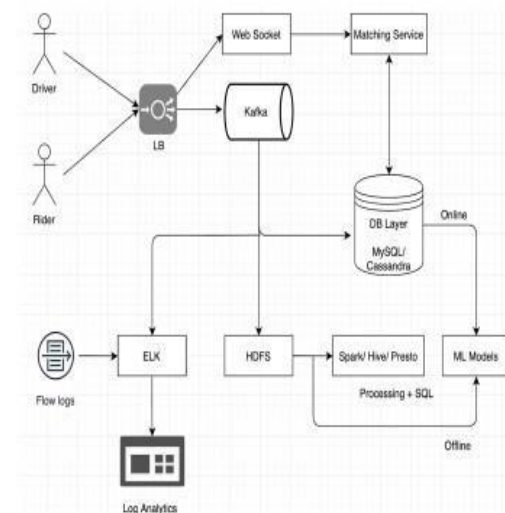 Web Socket
Matching Service
Driver
LB
Kafka
Rider
DB Layer
MySQL/
Cassandra
Online
ELK
HDFS
Spark/ Hive/ Presto
ML Models
Flow logs
Processing + SQL
Offline
Log Analytics